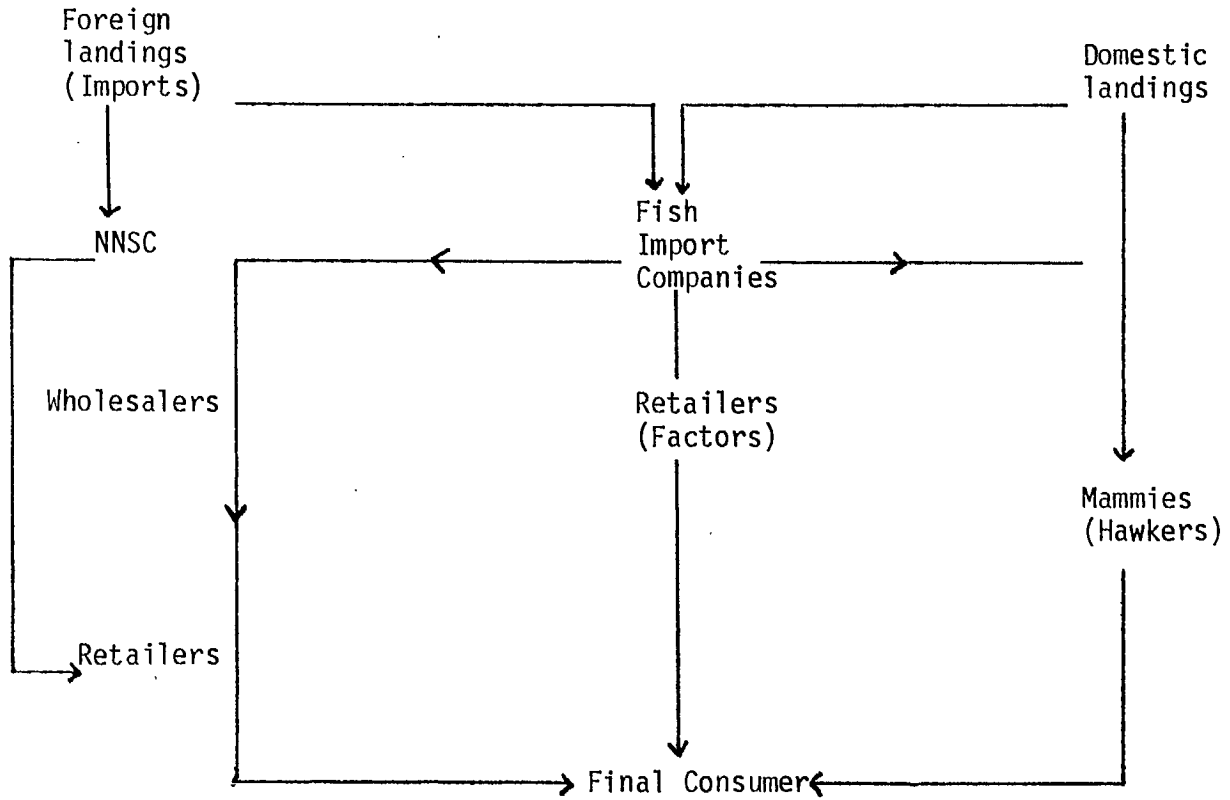 Foreign
landings
(Imports)
Domestic
landings
NNSC
Fish
Import
Companies
Wholesalers
Retailers
(Factors)
Mammies
(Hawkers)
Retailers
Final Consumer